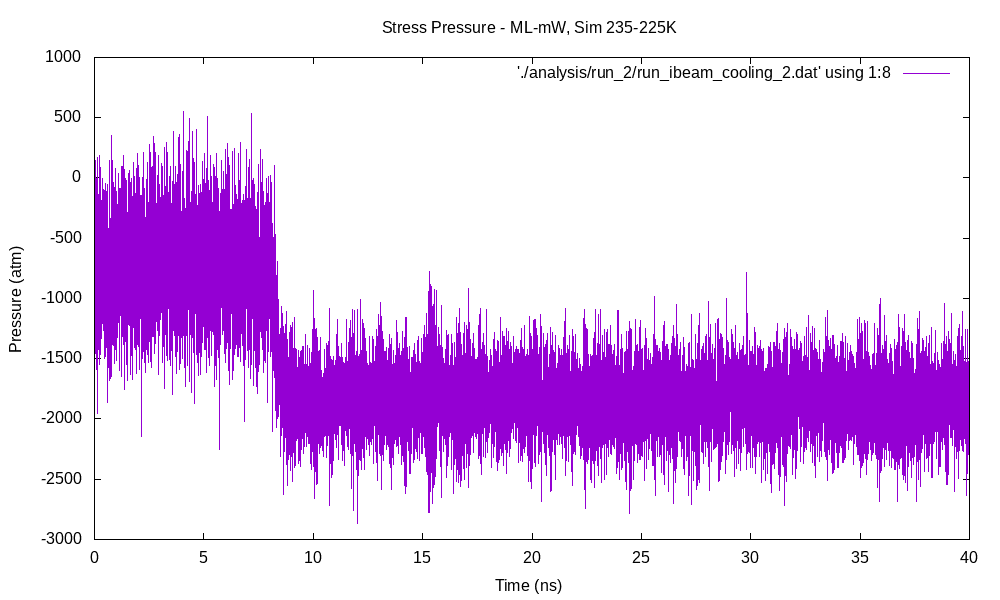 Stress Pressure - ML-mW, Sim 235-225K
'./analysis/run_2/run_ibeam_cooling_2.dat' using 1:8
Pressure (atm)
1000
500
0
-500
-1000
-1500
-2000
-2500
-3000
0 5 10 15 20 25 30 35 40
Time (ns)